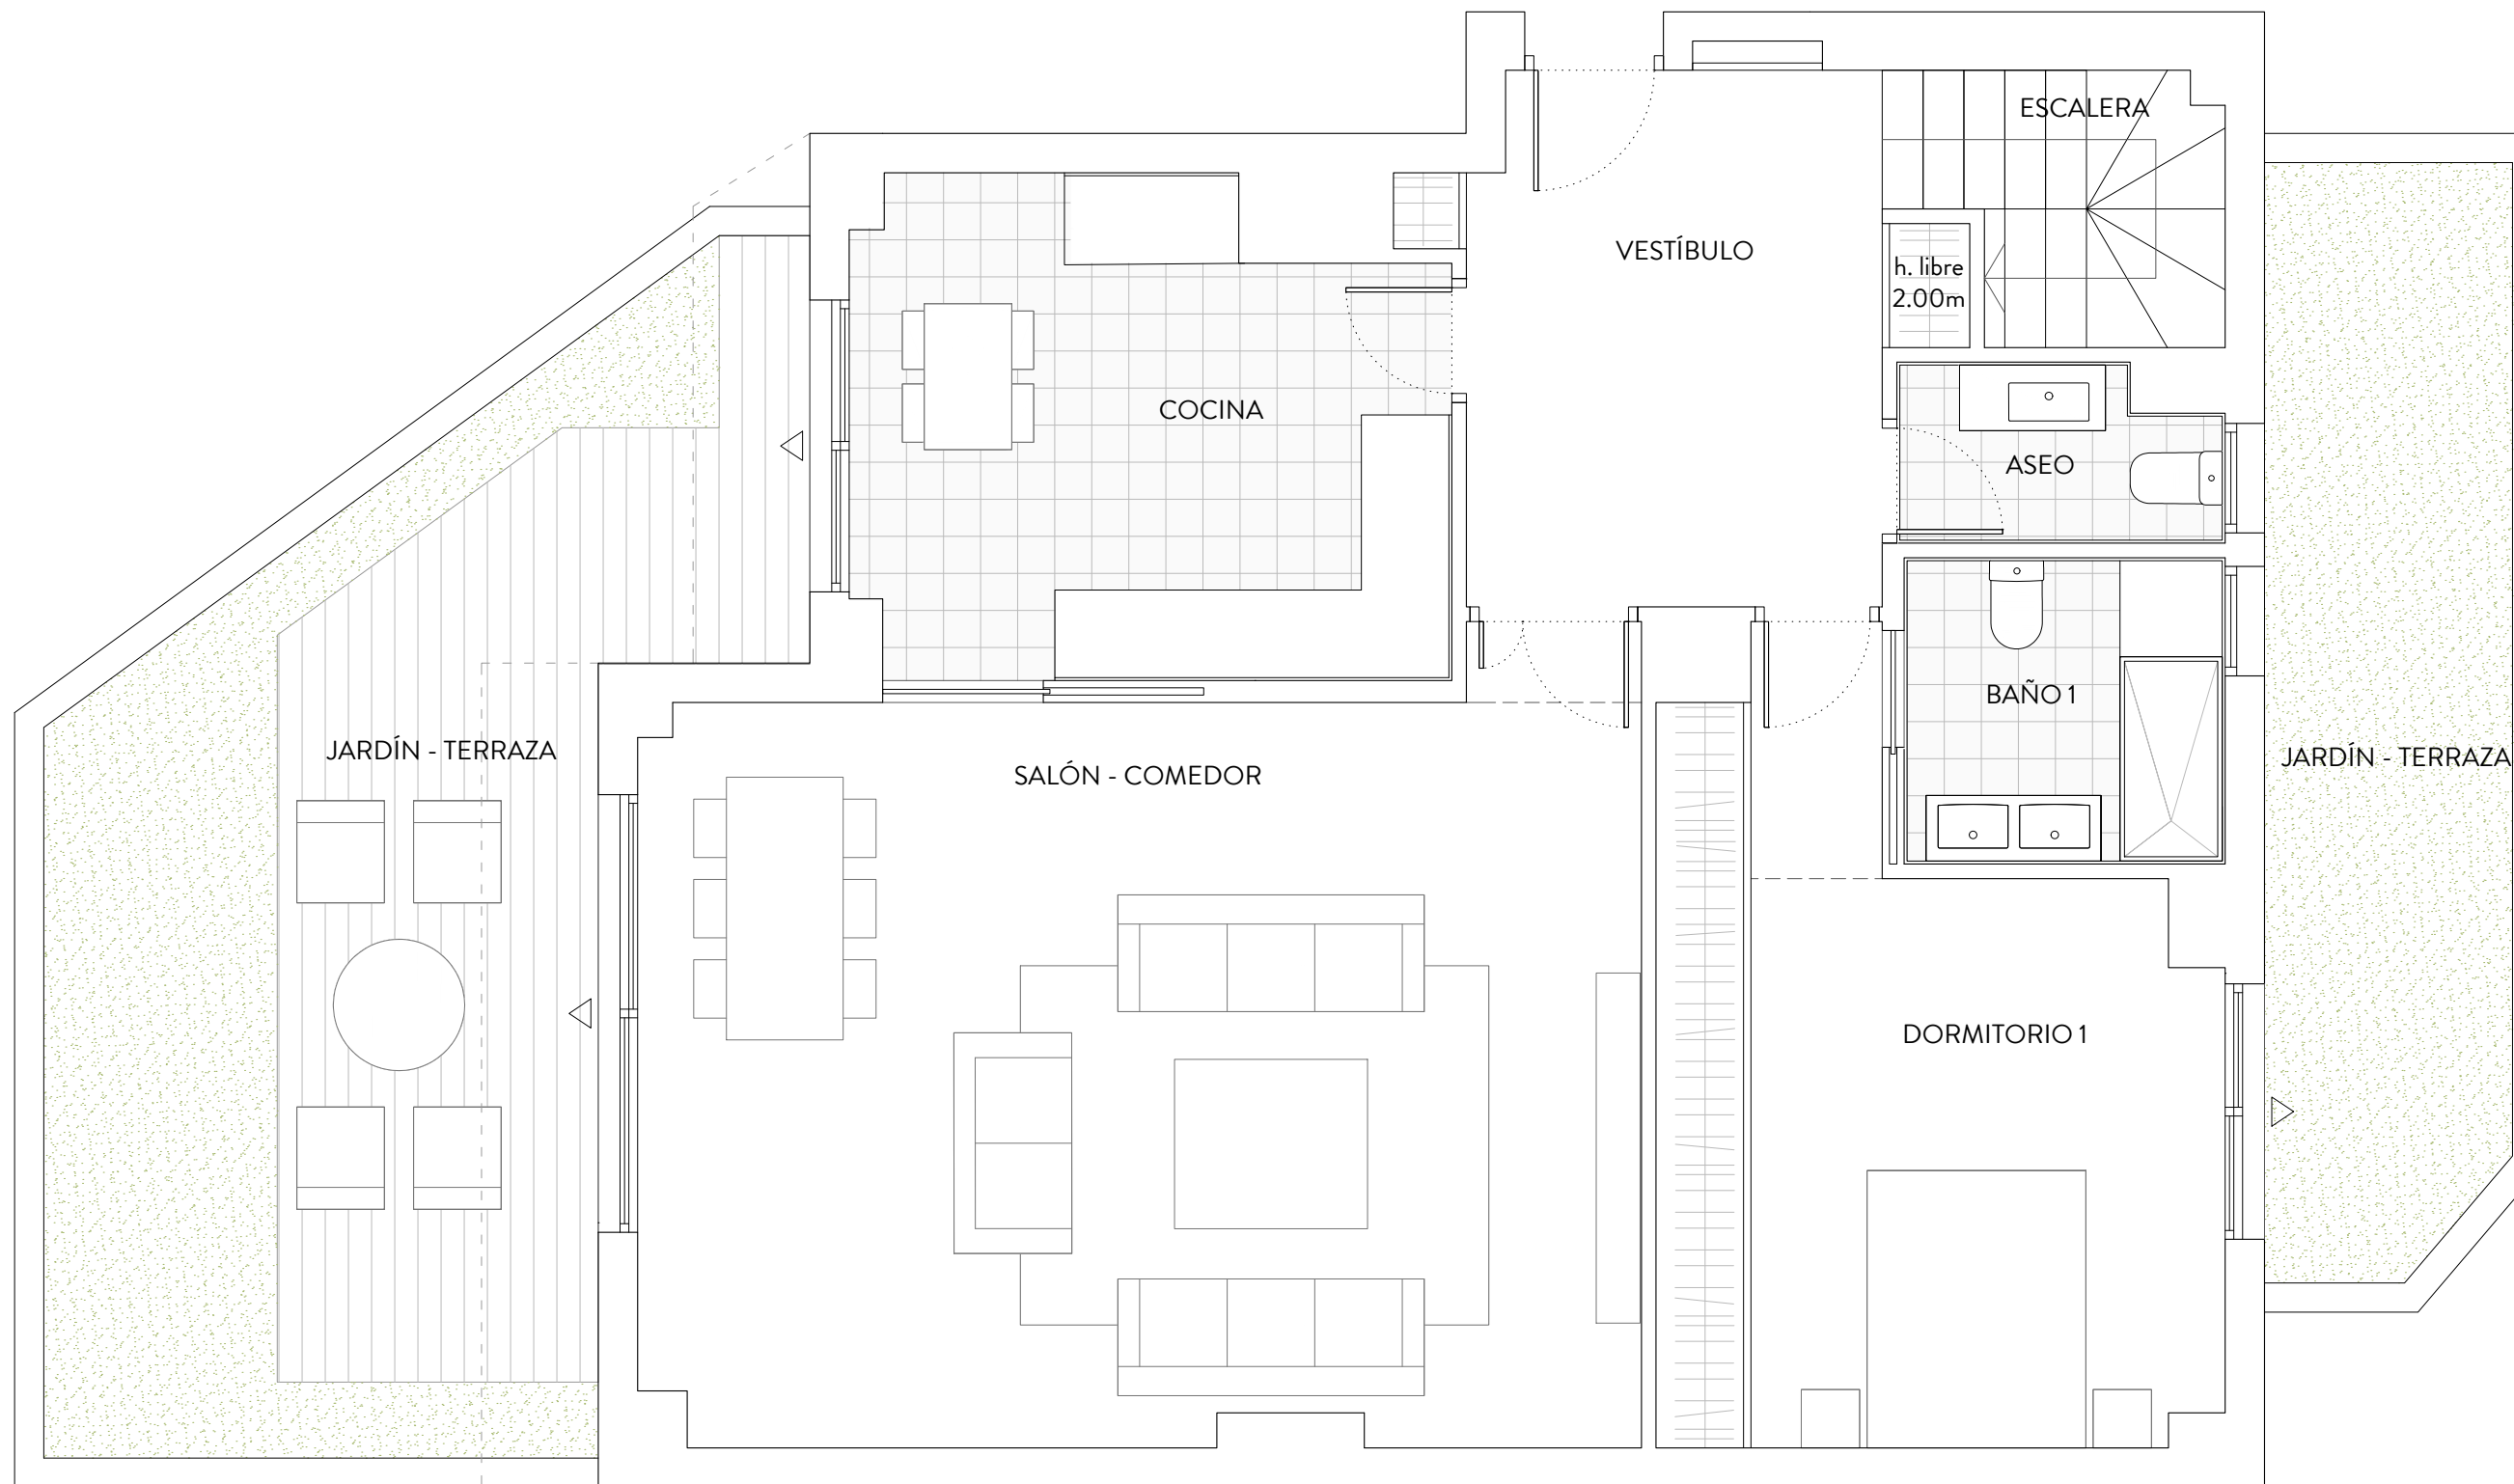 ESCALERA
VESTÍBULO
h. libre
2.00m
COCINA
ASEO
BAÑO 1
JARDÍN - TERRAZA
SALÓN - COMEDOR
JARDÍN - TERRAZA
DORMITORIO 1